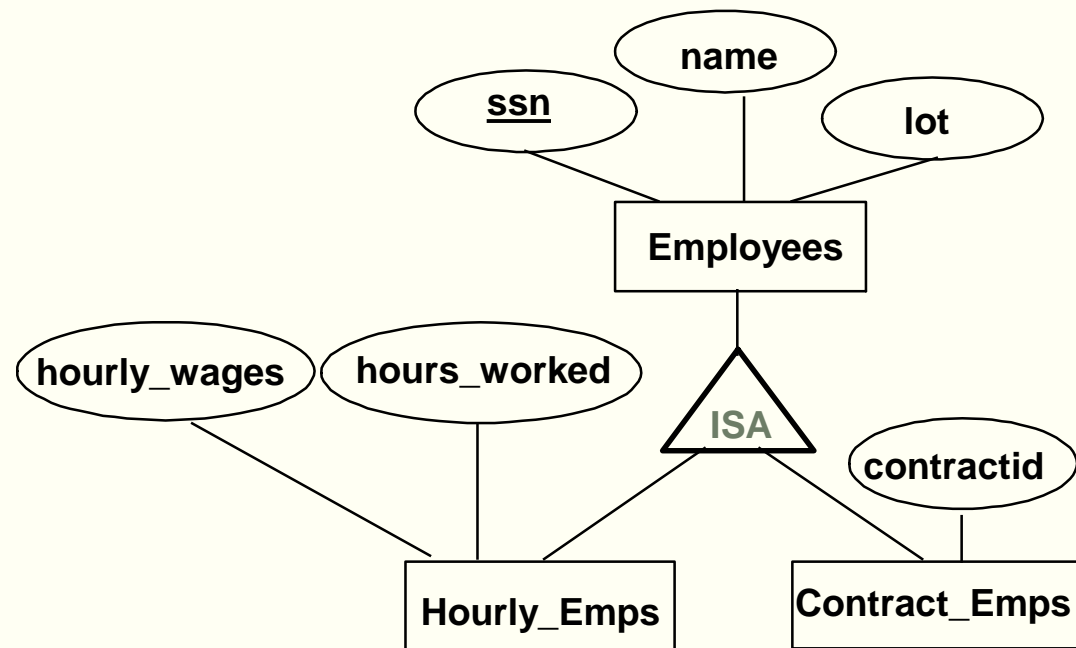 name
ssn
lot
Employees
hourly_wages
hours_worked
ISA
contractid
Hourly_Emps
Contract_Emps